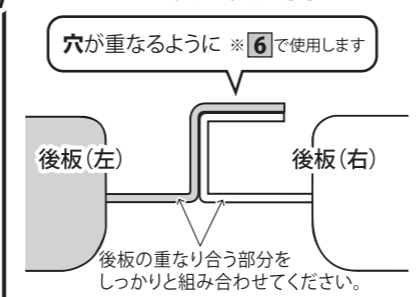 穴が重なるように ※6で使用します
後板(左)
後板(右)
後板の重なり合う部分を
しっかりと組み合わせてください。